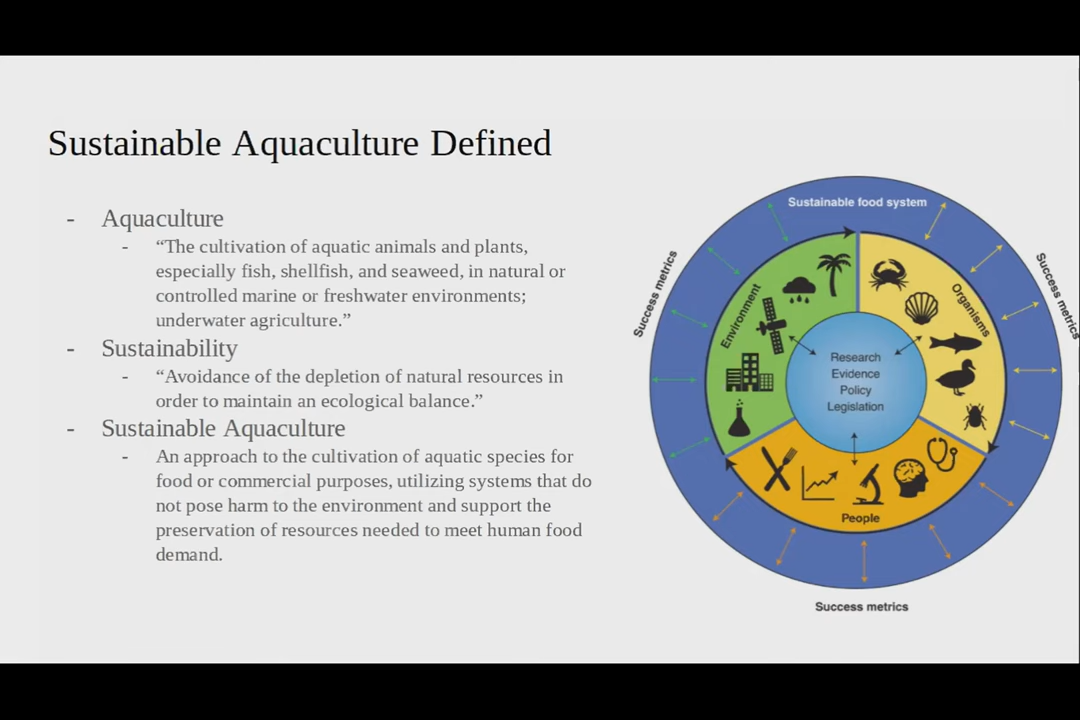 Sustainable Aquaculture Defined
- Aquaculture
- “The cultivation of aquatic animals and plants,
especially fish, shellfish, and seaweed, in natural or
controlled marine or freshwater environments;
underwater agriculture.”
- Sustainability
- “Avoidance of the depletion of natural resources in
order to maintain an ecological balance.”
- Sustainable Aquaculture
- An approach to the cultivation of aquatic species for
food or commercial purposes, utilizing systems that do
not pose harm to the environment and support the
preservation of resources needed to meet human food
demand.
Sustainable food system
Success metrics
Success metrics
Environment
Organisms
Research
Evidence
Policy
Legislation
People
Success metrics